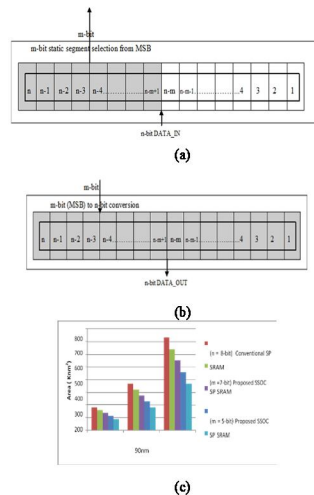 m-bit
m-bit static segment selection from MSB
n n-1 n-2 n-3 n-4........................n-m+1 n-m n-m-1..........................4 3 2 1
n-bit DATA_IN
(a)
m-bit
m-bit (MSB) to n-bit conversion
n n-1 n-2 n-3 n-4........................n-m+1 n-m n-m-1..........................4 3 2 1
n-bit DATA_OUT
(b)
Area ( Knm²)
800
700
600
500
400
300
200
90nm
(n = 8-bit) Conventional SP
SRAM
(m =7-bit) Proposed SSOC
SP SRAM
(m = 5-bit) Proposed SSOC
SP SRAM
(c)